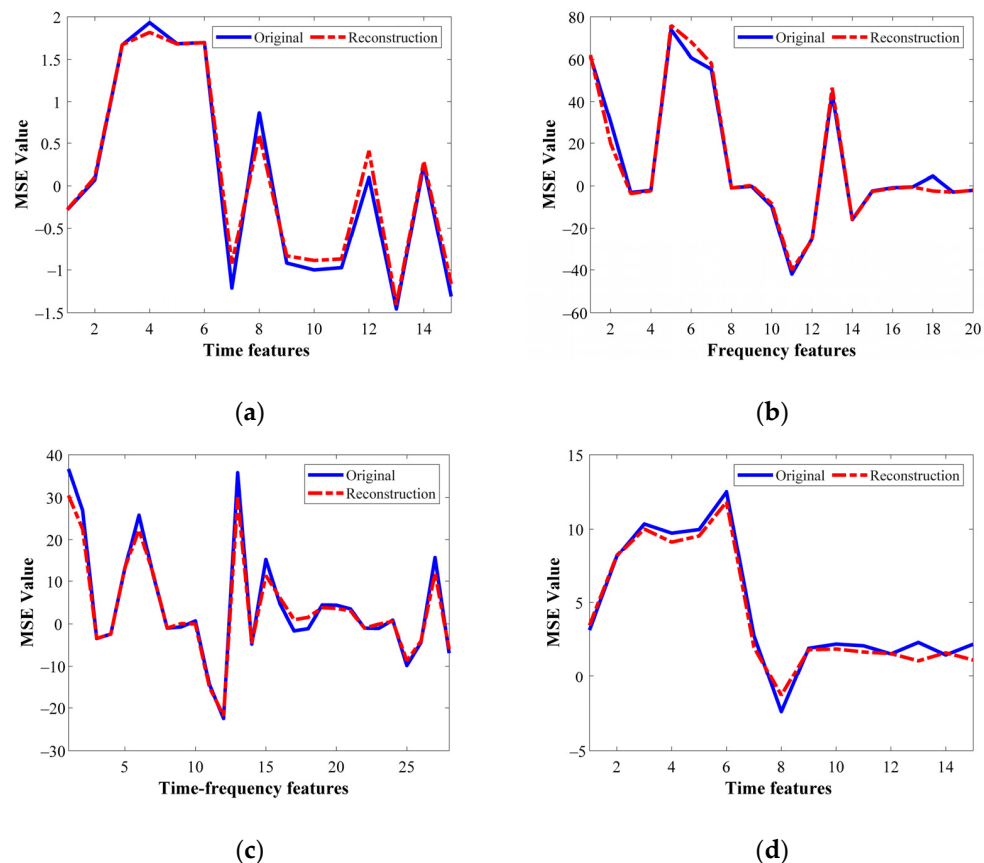 2
1.5
1
0.5
0
−0.5
−1
−1.5
MSE Value
Original
Reconstruction
2 4 6 8 10 12 14
Time features
(a)
80
60
40
20
0
−20
−40
−60
MSE Value
Original
Reconstruction
2 4 6 8 10 12 14 16 18 20
Frequency features
(b)
40
30
20
10
0
−10
−20
−30
MSE Value
Original
Reconstruction
5 10 15 20 25
Time-frequency features
(c)
15
10
5
0
−5
MSE Value
Original
Reconstruction
2 4 6 8 10 12 14
Time features
(d)